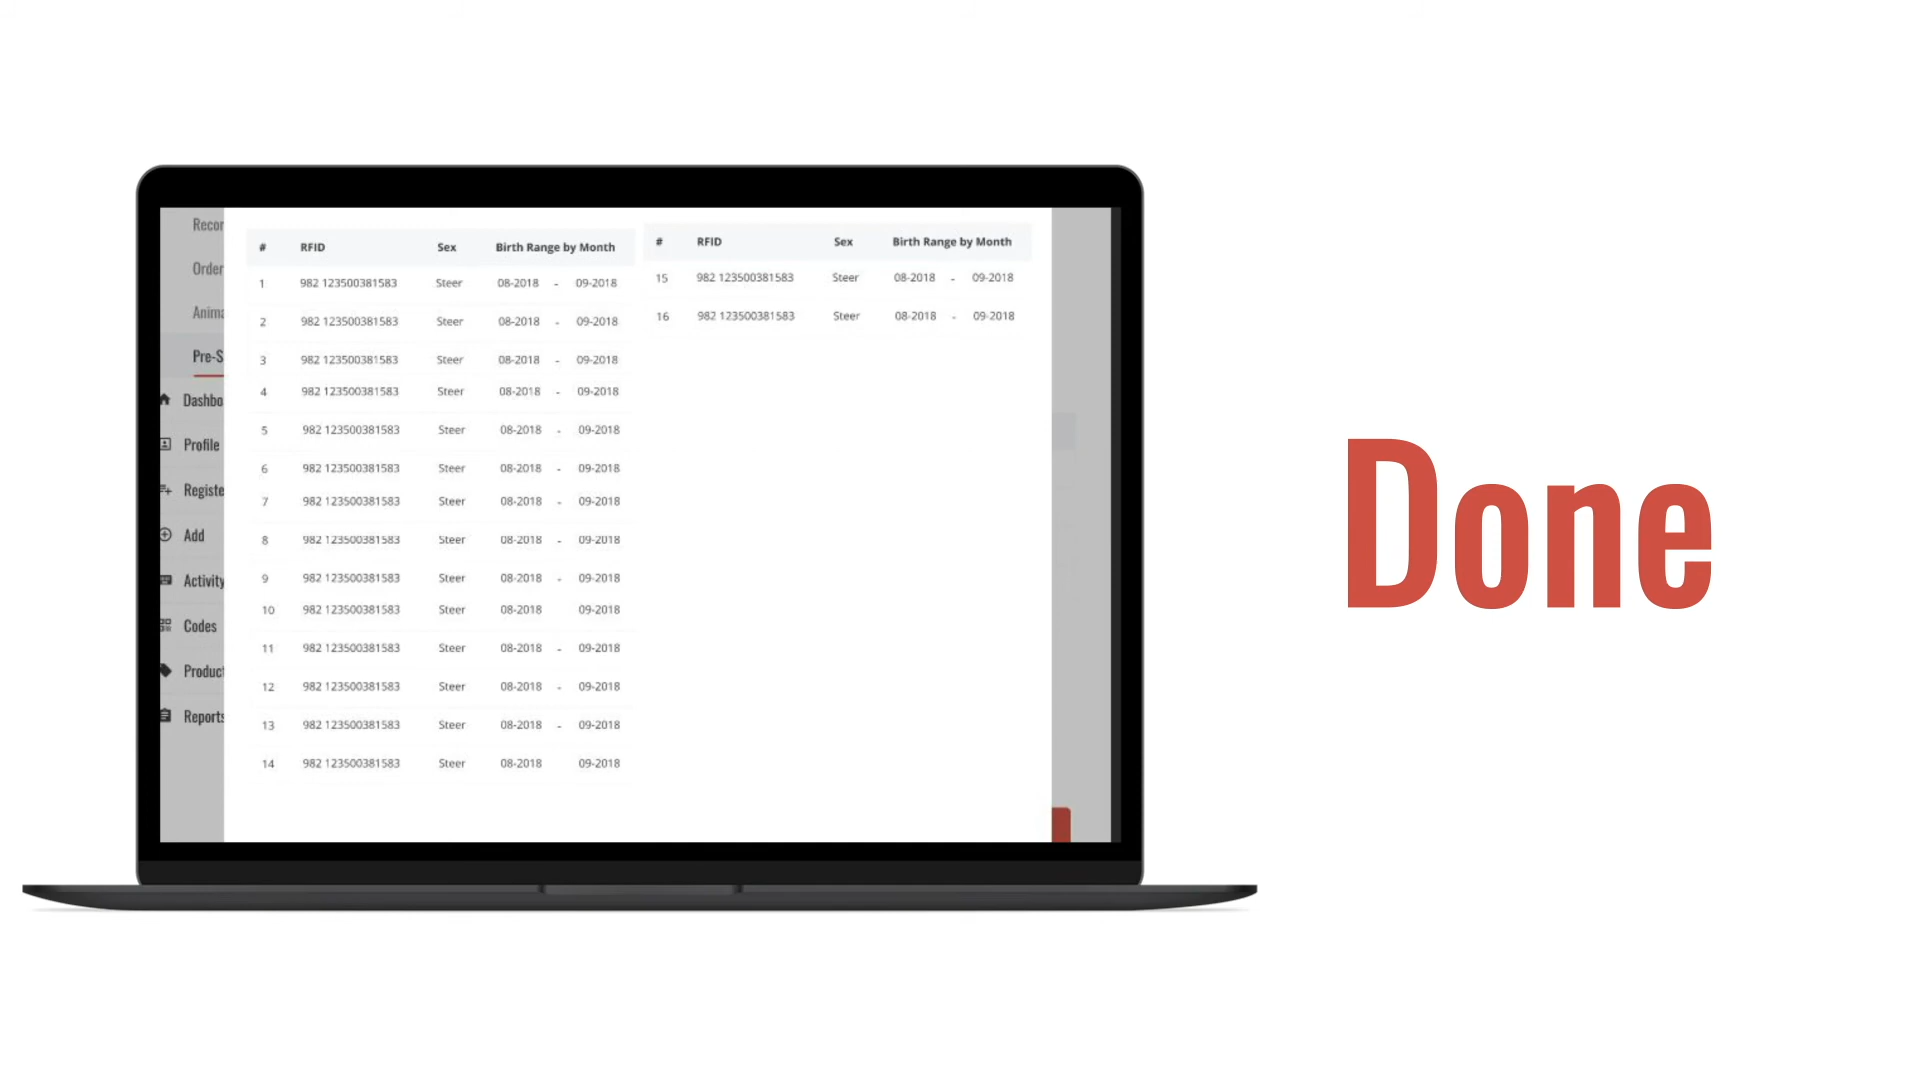 Recor
Order
Anima
Pre-S
Dashbo
Profile
Registe
Add
Activity
Codes
Product
Reports
# RFID Sex Birth Range by Month
1 982 123500381583 Steer 08-2018 - 09-2018
2 982 123500381583 Steer 08-2018 - 09-2018
3 982 123500381583 Steer 08-2018 - 09-2018
4 982 123500381583 Steer 08-2018 - 09-2018
5 982 123500381583 Steer 08-2018 - 09-2018
6 982 123500381583 Steer 08-2018 - 09-2018
7 982 123500381583 Steer 08-2018 - 09-2018
8 982 123500381583 Steer 08-2018 - 09-2018
9 982 123500381583 Steer 08-2018 - 09-2018
10 982 123500381583 Steer 08-2018 09-2018
11 982 123500381583 Steer 08-2018 - 09-2018
12 982 123500381583 Steer 08-2018 - 09-2018
13 982 123500381583 Steer 08-2018 - 09-2018
14 982 123500381583 Steer 08-2018 09-2018
# RFID Sex Birth Range by Month
15 982 123500381583 Steer 08-2018 - 09-2018
16 982 123500381583 Steer 08-2018 - 09-2018
Done